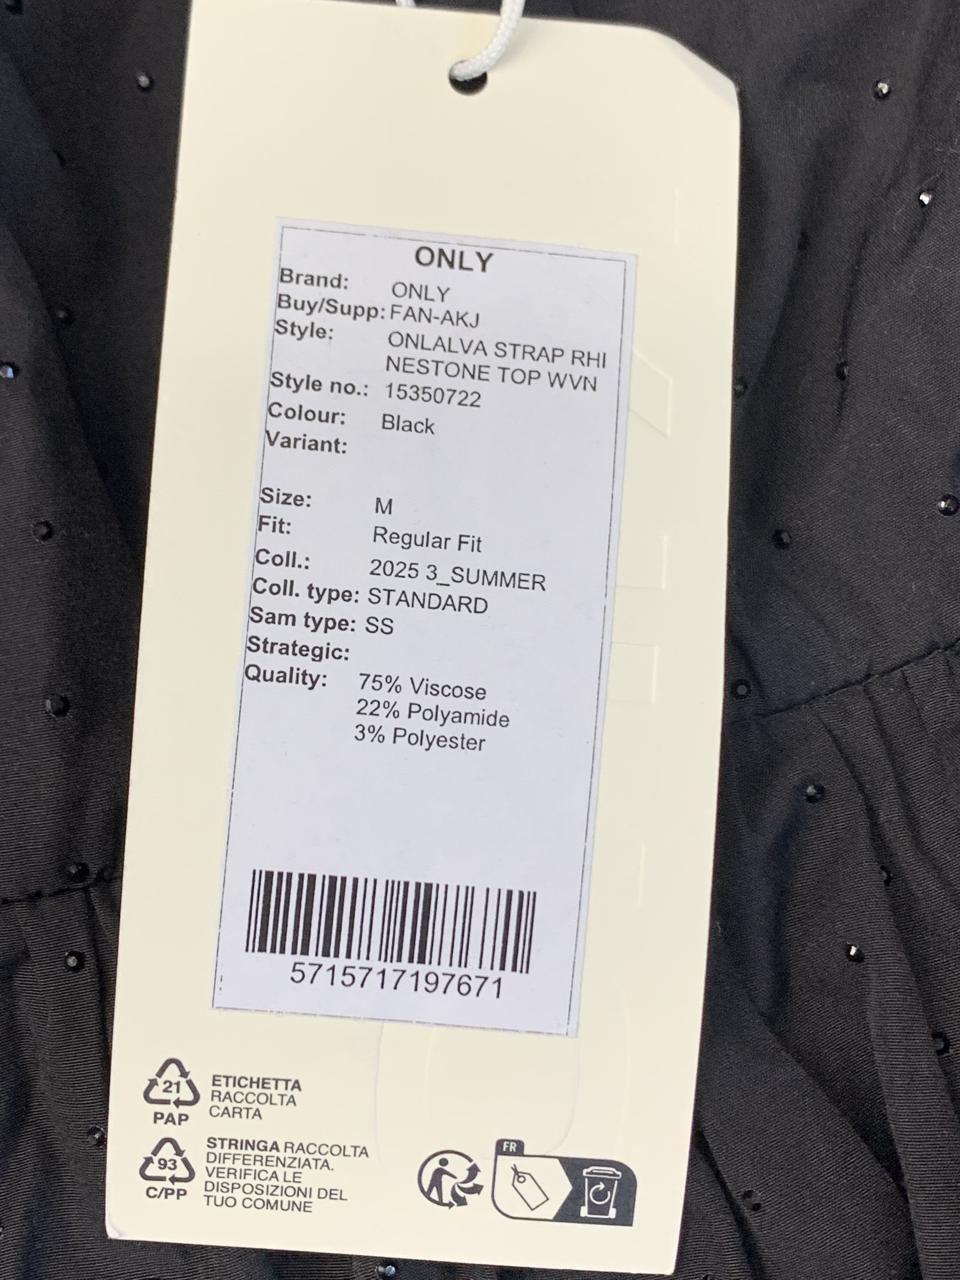 ONLY
Brand: ONLY
Buy/Supp: FAN-AKJ
Style: ONLALVA STRAP RHI
NESTONE TOP WVN
Style no.: 15350722
Colour: Black
Variant:
Size: M
Fit: Regular Fit
Coll.: 2025 3_SUMMER
Coll. type: STANDARD
Sam type: SS
Strategic:
Quality: 75% Viscose
22% Polyamide
3% Polyester
5715717197671
21
PAP
ETICHETTA
RACCOLTA
CARTA
93
C/PP
STRINGA RACCOLTA
DIFFERENZIATA.
VERIFICA LE
DISPOSIZIONI DEL
TUO COMUNE
FR